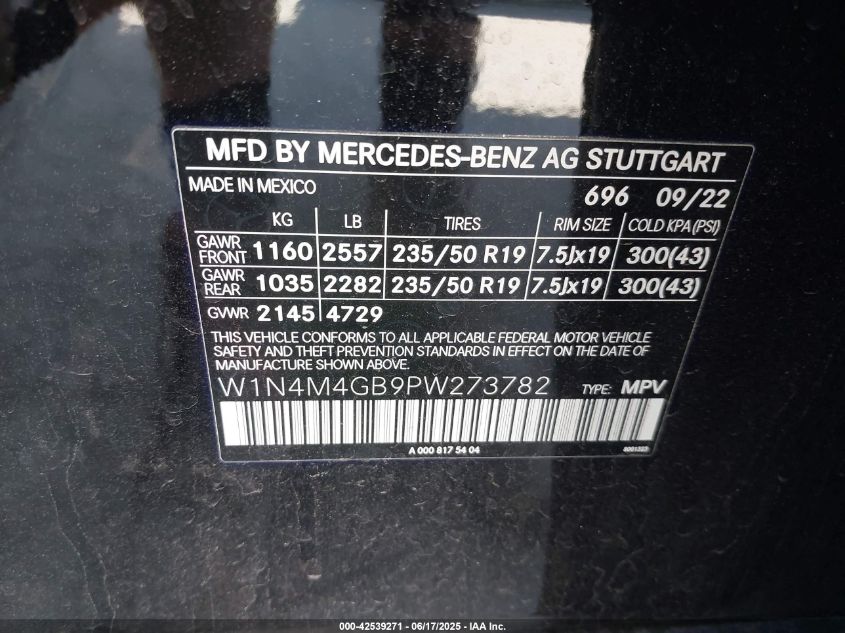 MFD BY MERCEDES-BENZ AG STUTTGART
MADE IN MEXICO 696 09/22
KG LB TIRES RIM SIZE COLD KPA(PSI)
GAWR FRONT 1160 2557 235/50 R19 7.5Jx19 300(43)
GAWR REAR 1035 2282 235/50 R19 7.5Jx19 300(43)
GVWR 2145 4729
THIS VEHICLE CONFORMS TO ALL APPLICABLE FEDERAL MOTOR VEHICLE
SAFETY AND THEFT PREVENTION STANDARDS IN EFFECT ON THE DATE OF
MANUFACTURE SHOWN ABOVE.
W1N4M4GB9PW273782 TYPE: MPV
A 000 817 54 04
000-42539271 - 06/17/2025 - IAA Inc.